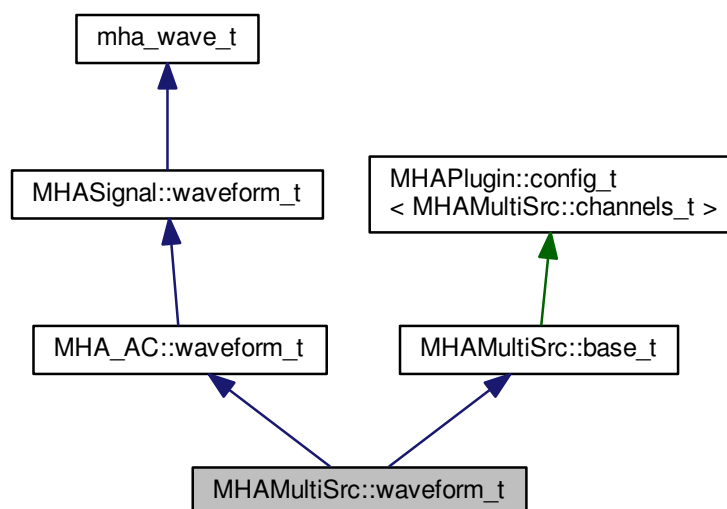 mha_wave_t
MHASignal::waveform_t
MHAPlugin::config_t
< MHAMultiSrc::channels_t >
MHA_AC::waveform_t
MHAMultiSrc::base_t
MHAMultiSrc::waveform_t